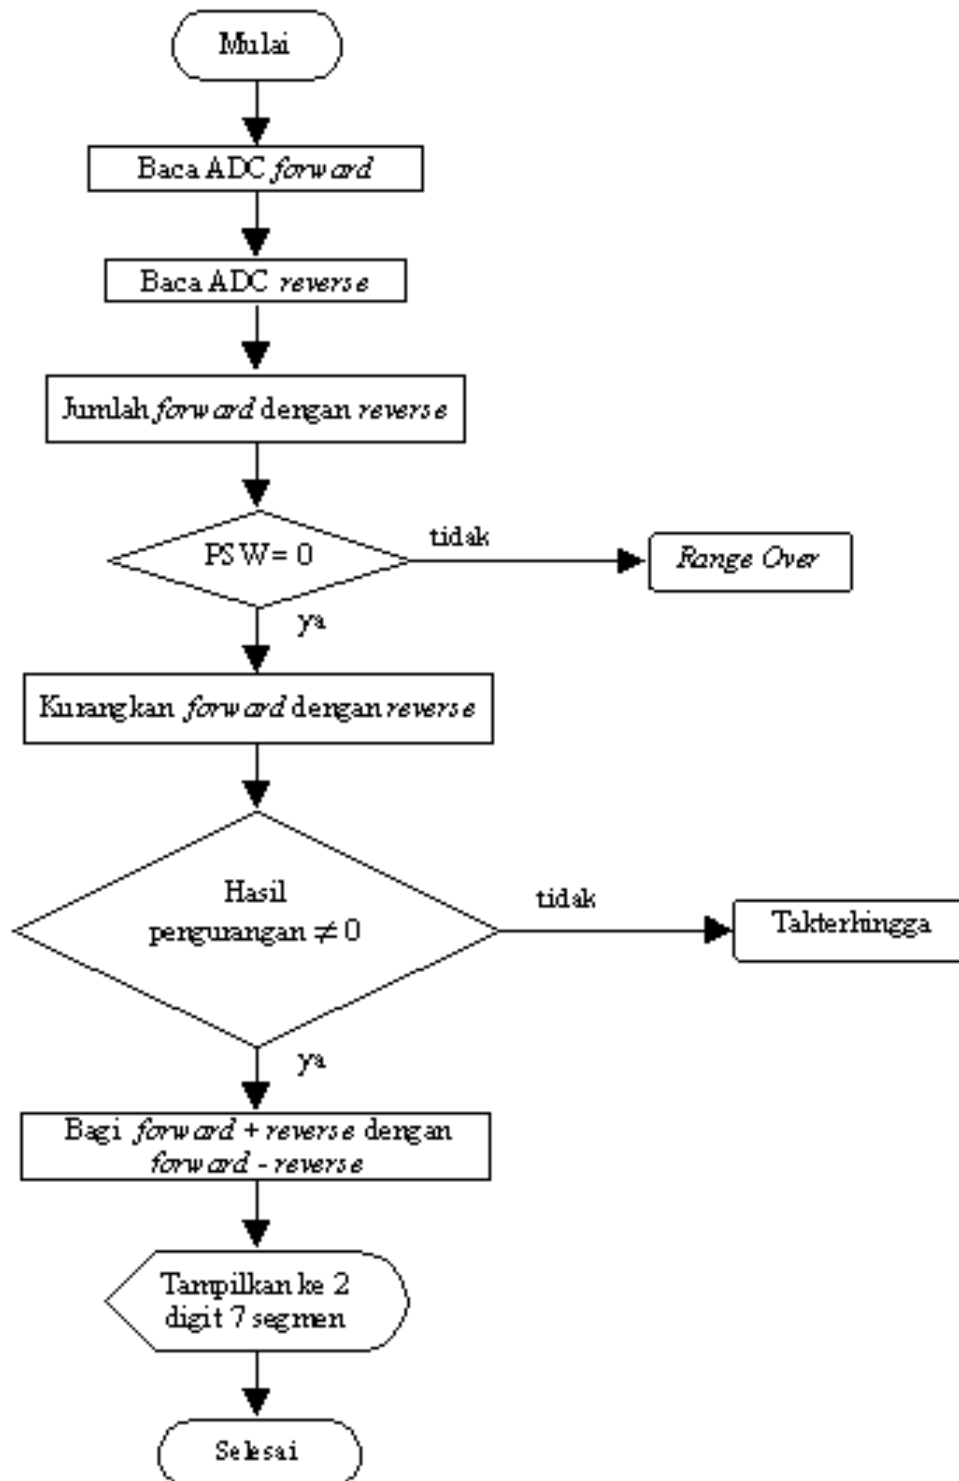 Mulai
Baca ADC forward
Baca ADC reverse
Jumlah forward dengan reverse
PSW = 0
tidak
Range Over
ya
Kurangkan forward dengan reverse
Hasil
pengurangan ≠ 0
tidak
Takterhingga
ya
Bagi forward + reverse dengan
forward - reverse
Tampilkan ke 2
digit 7 segmen
Selesai